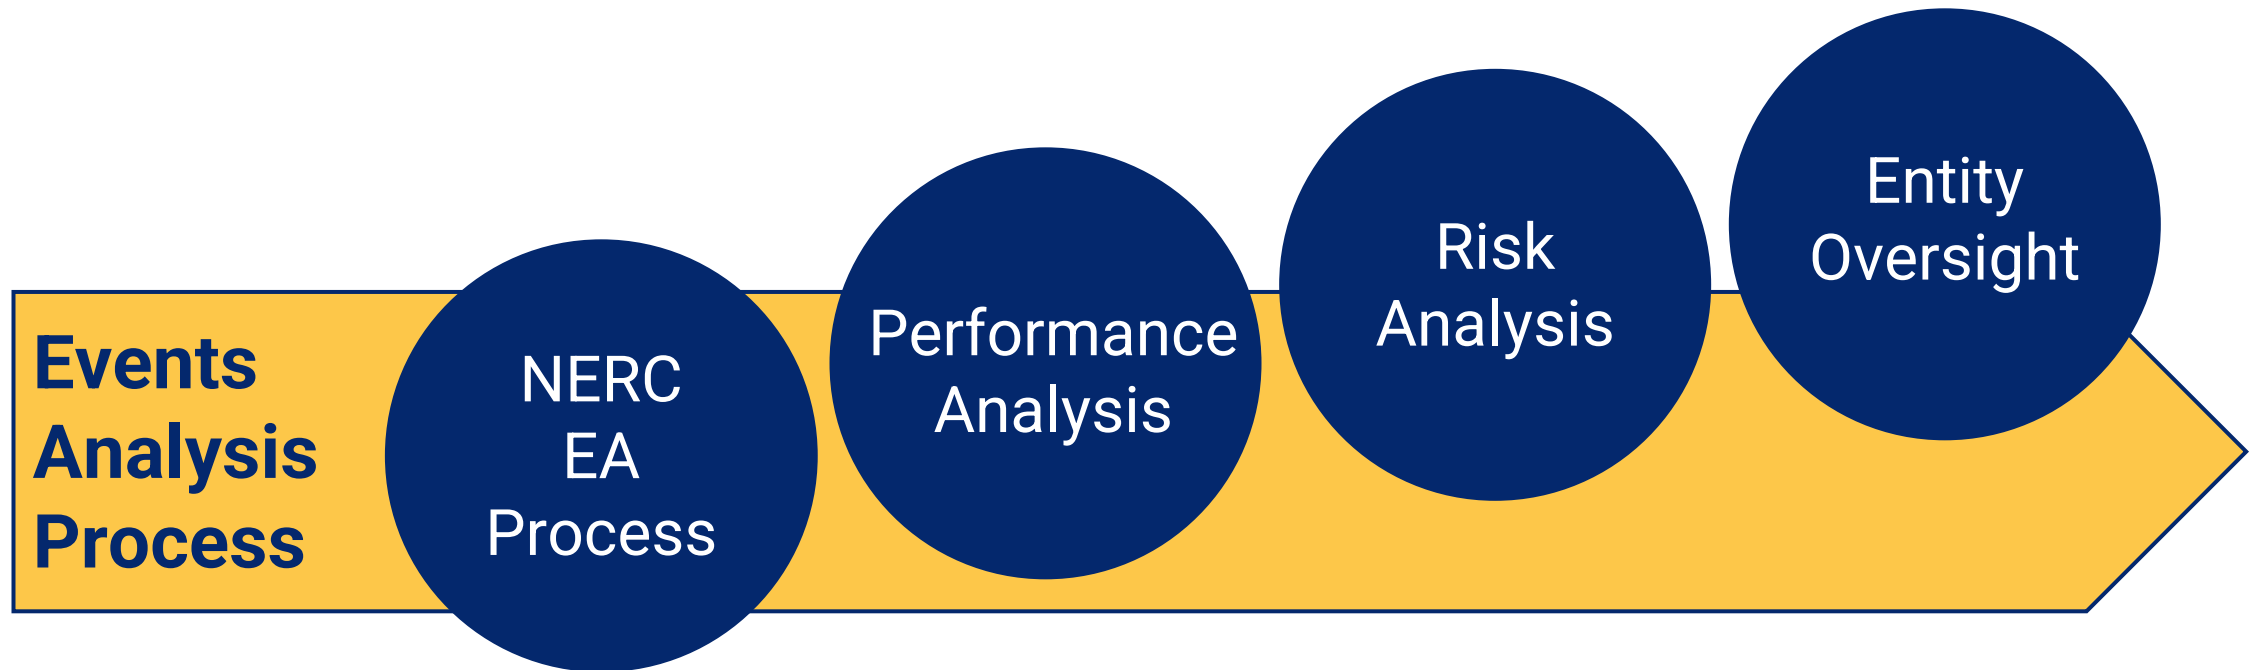 Events
Analysis
Process
NERC
EA
Process
Performance
Analysis
Risk
Analysis
Entity
Oversight